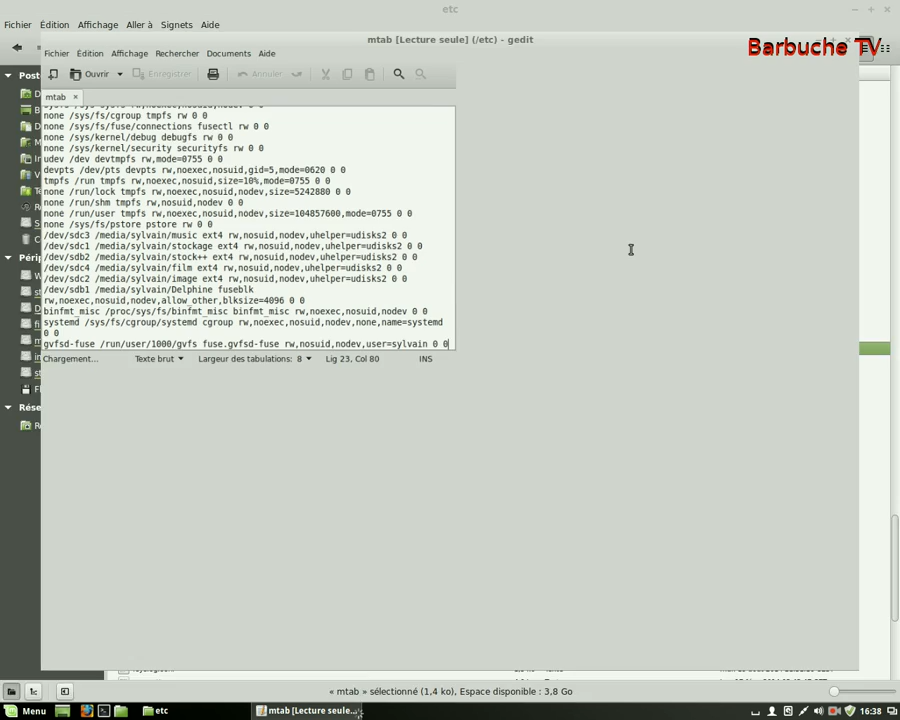 etc
Fichier Édition Affichage Aller à Signets Aide
mtab [Lecture seule] (/etc) - gedit
Barbuche TV
Fichier Édition Affichage Rechercher Documents Aide
Ouvrir Enregistrer Annuler
mtab ×
none /sys/fs/cgroup tmpfs rw 0 0
none /sys/fs/fuse/connections fusectl rw 0 0
none /sys/kernel/debug debugfs rw 0 0
none /sys/kernel/security securityfs rw 0 0
udev /dev devtmpfs rw,mode=0755 0 0
devpts /dev/pts devpts rw,noexec,nosuid,gid=5,mode=0620 0 0
tmpfs /run tmpfs rw,noexec,nosuid,size=10%,mode=0755 0 0
none /run/lock tmpfs rw,noexec,nosuid,nodev,size=5242880 0 0
none /run/shm tmpfs rw,nosuid,nodev 0 0
none /run/user tmpfs rw,noexec,nosuid,nodev,size=104857600,mode=0755 0 0
none /sys/fs/pstore pstore rw 0 0
/dev/sdc3 /media/sylvain/music ext4 rw,nosuid,nodev,uhelper=udisks2 0 0
/dev/sdc1 /media/sylvain/stockage ext4 rw,nosuid,nodev,uhelper=udisks2 0 0
/dev/sdb2 /media/sylvain/stock++ ext4 rw,nosuid,nodev,uhelper=udisks2 0 0
/dev/sdc4 /media/sylvain/film ext4 rw,nosuid,nodev,uhelper=udisks2 0 0
/dev/sdc2 /media/sylvain/image ext4 rw,nosuid,nodev,uhelper=udisks2 0 0
/dev/sdb1 /media/sylvain/Delphine fuseblk
rw,noexec,nosuid,nodev,allow_other,blksize=4096 0 0
binfmt_misc /proc/sys/fs/binfmt_misc binfmt_misc rw,noexec,nosuid,nodev 0 0
systemd /sys/fs/cgroup/systemd cgroup rw,noexec,nosuid,nodev,none,name=systemd
0 0
gvfsd-fuse /run/user/1000/gvfs fuse.gvfsd-fuse rw,nosuid,nodev,user=sylvain 0 0
Chargement... Texte brut Largeur des tabulations: 8 Lig 23, Col 80 INS
« mtab » sélectionné (1,4 ko), Espace disponible : 3,8 Go
Menu etc mtab [Lecture seule... 16:38